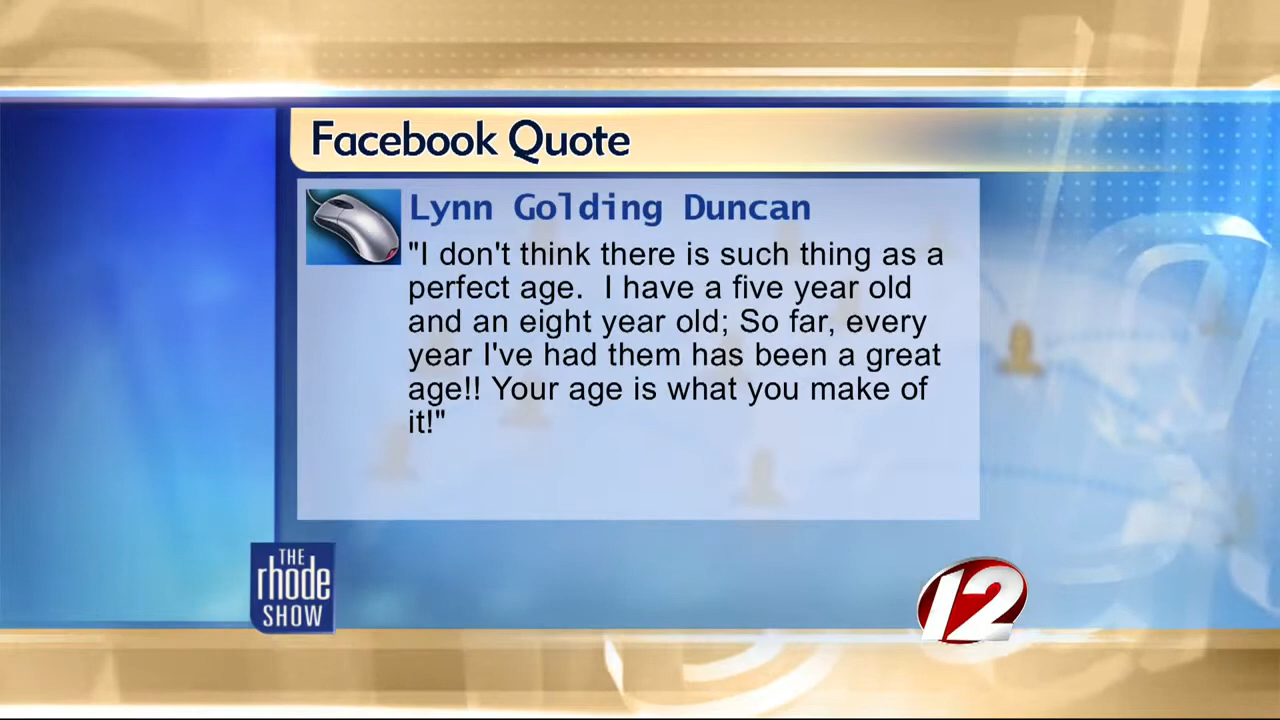 Facebook Quote
Lynn Golding Duncan
"I don't think there is such thing as a
perfect age.  I have a five year old
and an eight year old; So far, every
year I've had them has been a great
age!! Your age is what you make of
it!"
THE
rhode
SHOW
12